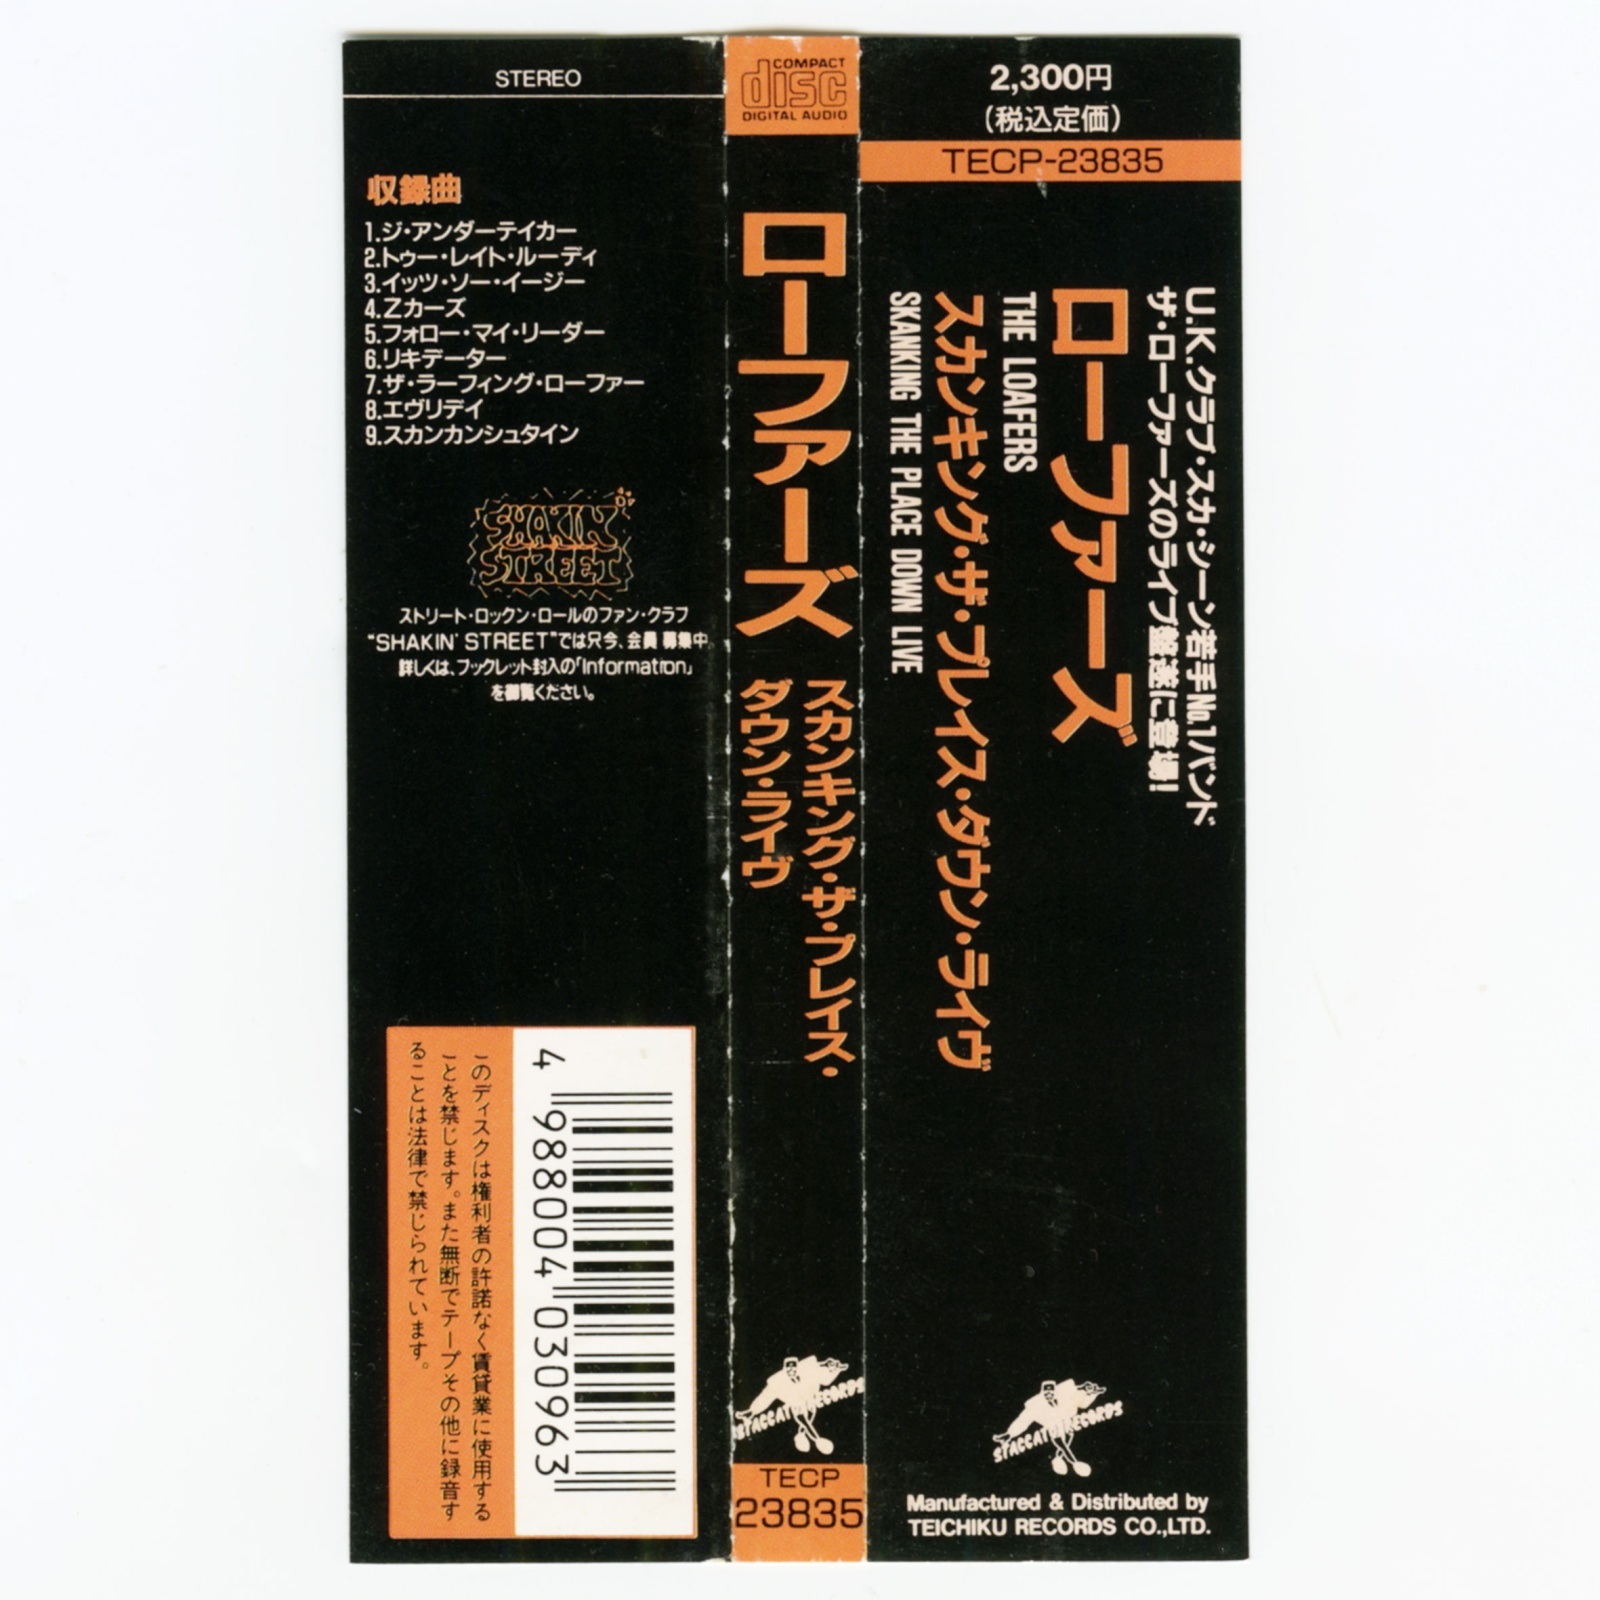 STEREO
収録曲
1.ジ・アンダーテイカー
2.トゥー・レイト・ルーディ
3.イッツ・ソー・イージー
4.Zカーズ
5.フォロー・マイ・リーダー
6.リキデーター
7.ザ・ラーフィング・ローファー
8.エヴリデイ
9.スカンカンシュタイン
SHAKIN'
STREET
ストリート・ロックン・ロールのファン・クラブ
“SHAKIN' STREET”では只今、会員募集中。
詳しくは、ブックレット封入の「Information」
を御覧ください。
このディスクは権利者の許諾なく賃貸業に使用する
ことを禁じます。また無断でテープその他に録音す
ることは法律で禁じられています。
4 988004 030963
COMPACT
disc
DIGITAL AUDIO
ローファーズ
スカンキング・ザ・プレイス・
ダウン・ライヴ
STACCATO RECORDS
TECP
23835
2,300円
(税込定価)
TECP-23835
U.K.クラブ・スカ・シーン若手No.1バンド
ザ・ローファーズのライブ盤遂に登場!
ローファーズ
THE LOAFERS
スカンキング・ザ・プレイス・ダウン・ライヴ
SKANKING THE PLACE DOWN LIVE
STACCATO RECORDS
Manufactured & Distributed by
TEICHIKU RECORDS CO.,LTD.